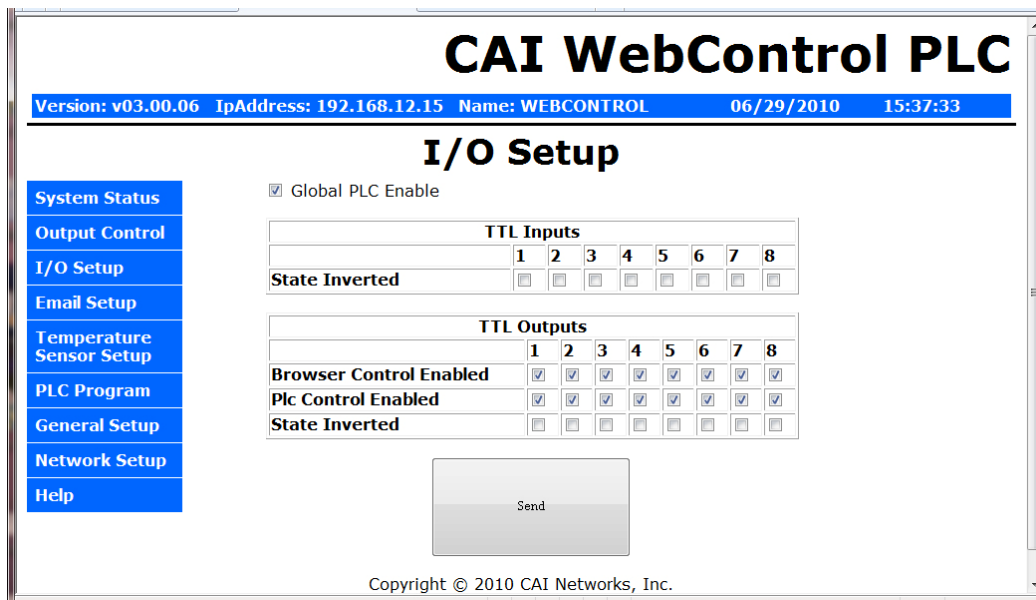 CAI WebControl PLC
Version: v03.00.06 IpAddress: 192.168.12.15 Name: WEBCONTROL 06/29/2010 15:37:33
I/O Setup
System Status
Output Control
I/O Setup
Email Setup
Temperature
Sensor Setup
PLC Program
General Setup
Network Setup
Help
Global PLC Enable
TTL Inputs
1 2 3 4 5 6 7 8
State Inverted
TTL Outputs
1 2 3 4 5 6 7 8
Browser Control Enabled
Plc Control Enabled
State Inverted
Send
Copyright © 2010 CAI Networks, Inc.